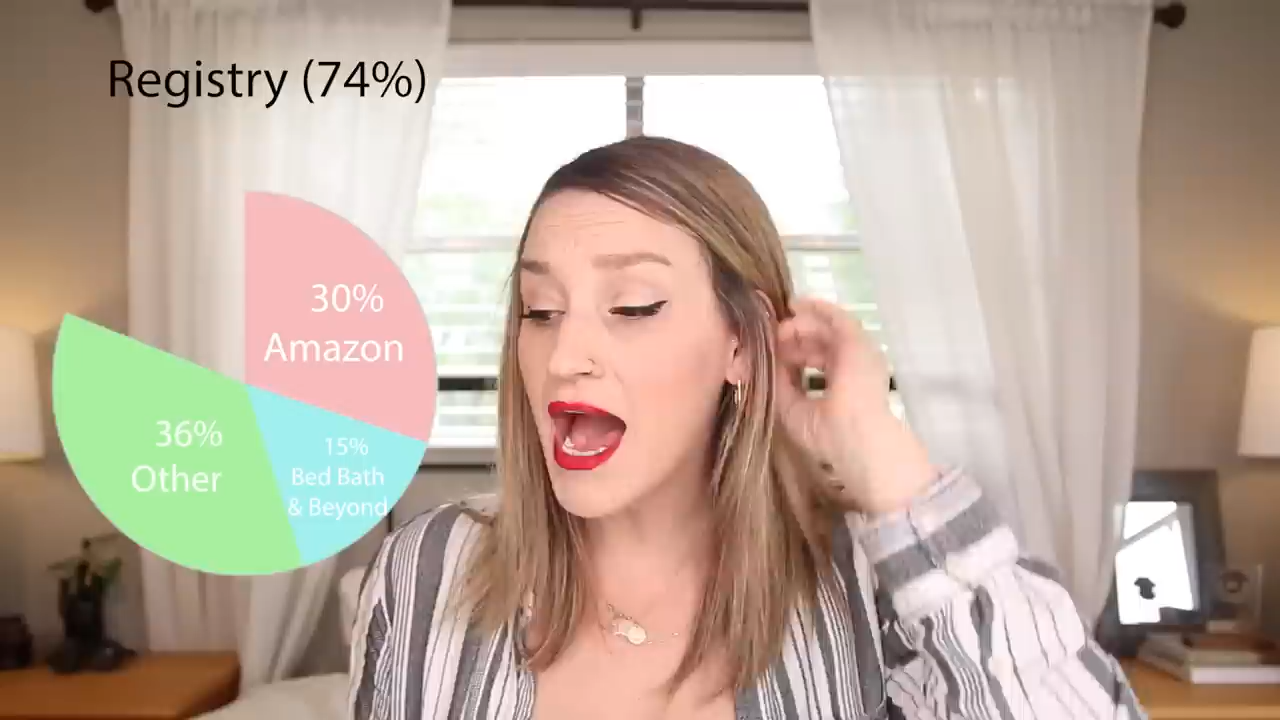 Registry (74%)
30%
Amazon
36%
Other
15%
Bed Bath
& Beyond